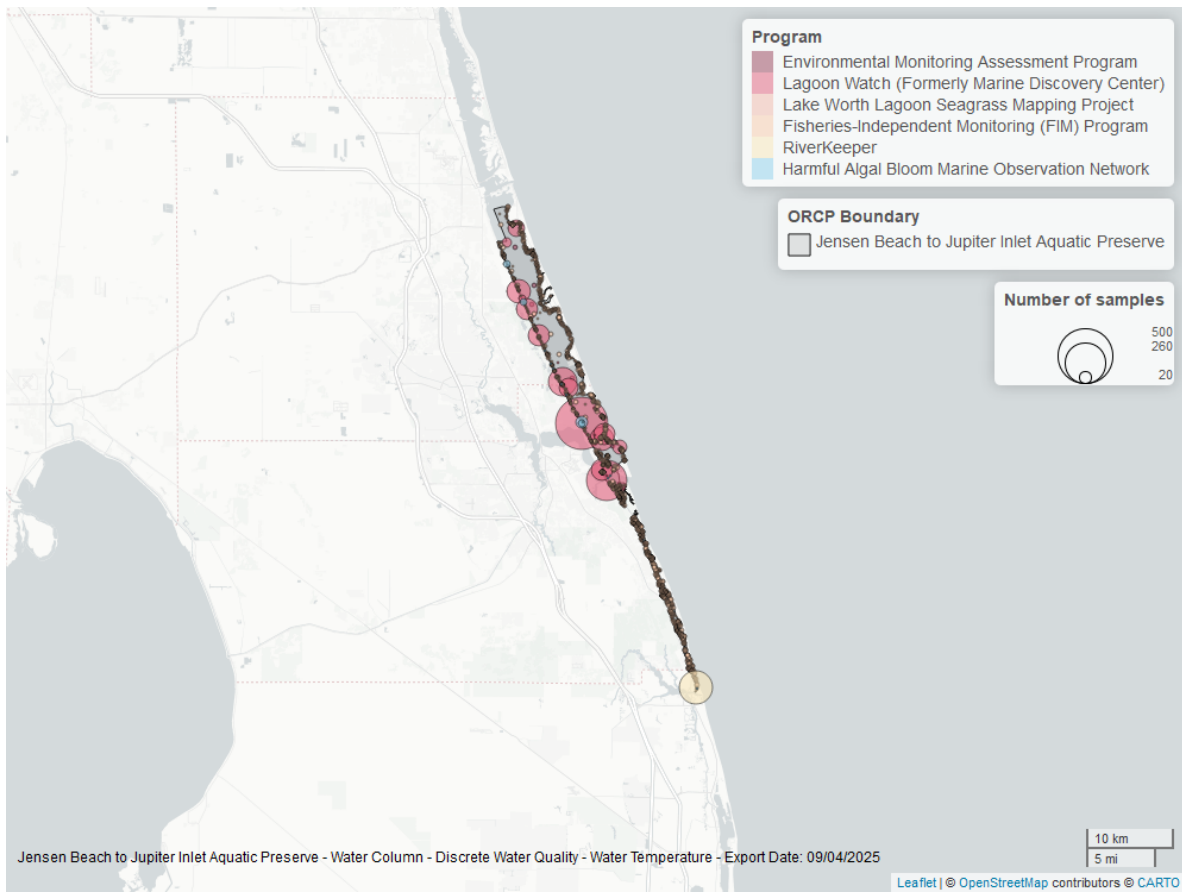 Program
Environmental Monitoring Assessment Program
Lagoon Watch (Formerly Marine Discovery Center)
Lake Worth Lagoon Seagrass Mapping Project
Fisheries-Independent Monitoring (FIM) Program
RiverKeeper
Harmful Algal Bloom Marine Observation Network
ORCP Boundary
Jensen Beach to Jupiter Inlet Aquatic Preserve
Number of samples
500
260
20
10 km
5 mi
Jensen Beach to Jupiter Inlet Aquatic Preserve - Water Column - Discrete Water Quality - Water Temperature - Export Date: 09/04/2025
Leaflet | © OpenStreetMap contributors © CARTO